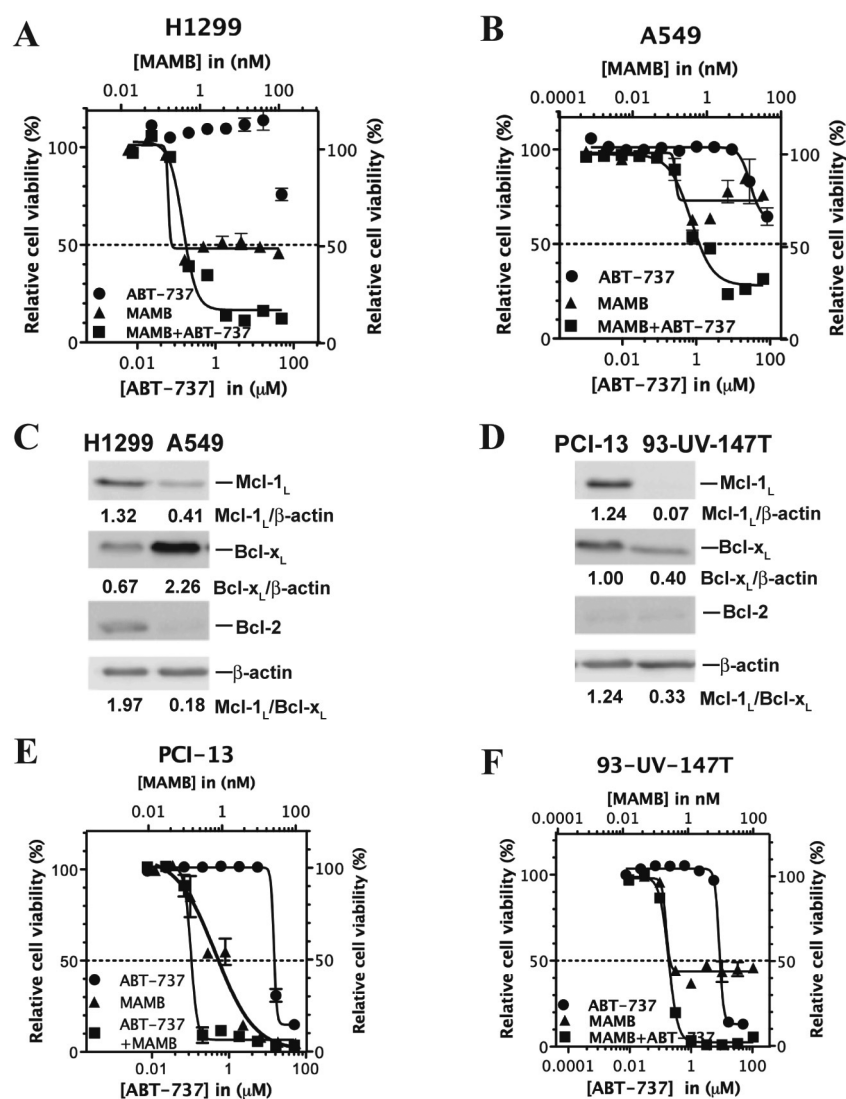 A
H1299
[MAMB] in (nM)
0.01 1 100
Relative cell viability (%)
100
50
0
100
50
0
Relative cell viability (%)
ABT-737
MAMB
MAMB+ABT-737
0.01 1 100
[ABT-737] in (μM)
B
A549
[MAMB] in (nM)
0.0001 0.01 1 100
Relative cell viability (%)
100
50
0
100
50
0
Relative cell viability (%)
ABT-737
MAMB
MAMB+ABT-737
0.01 1 100
[ABT-737] in (μM)
C
H1299 A549
Mcl-1L
1.32 0.41 Mcl-1L/β-actin
Bcl-xL
0.67 2.26 Bcl-xL/β-actin
Bcl-2
β-actin
1.97 0.18 Mcl-1L/Bcl-xL
D
PCI-13 93-UV-147T
Mcl-1L
1.24 0.07 Mcl-1L/β-actin
Bcl-xL
1.00 0.40 Bcl-xL/β-actin
Bcl-2
β-actin
1.24 0.33 Mcl-1L/Bcl-xL
E
PCI-13
[MAMB] in (nM)
0.01 1 100
Relative cell viability (%)
100
50
0
100
50
0
Relative cell viability (%)
ABT-737
MAMB
ABT-737
+MAMB
0.01 1 100
[ABT-737] in (μM)
F
93-UV-147T
[MAMB] in nM
0.0001 0.01 1 100
Relative cell viability (%)
100
50
0
100
50
0
Relative cell viability (%)
ABT-737
MAMB
MAMB+ABT-737
0.0001 0.01 1 100
[ABT-737] in (μM)